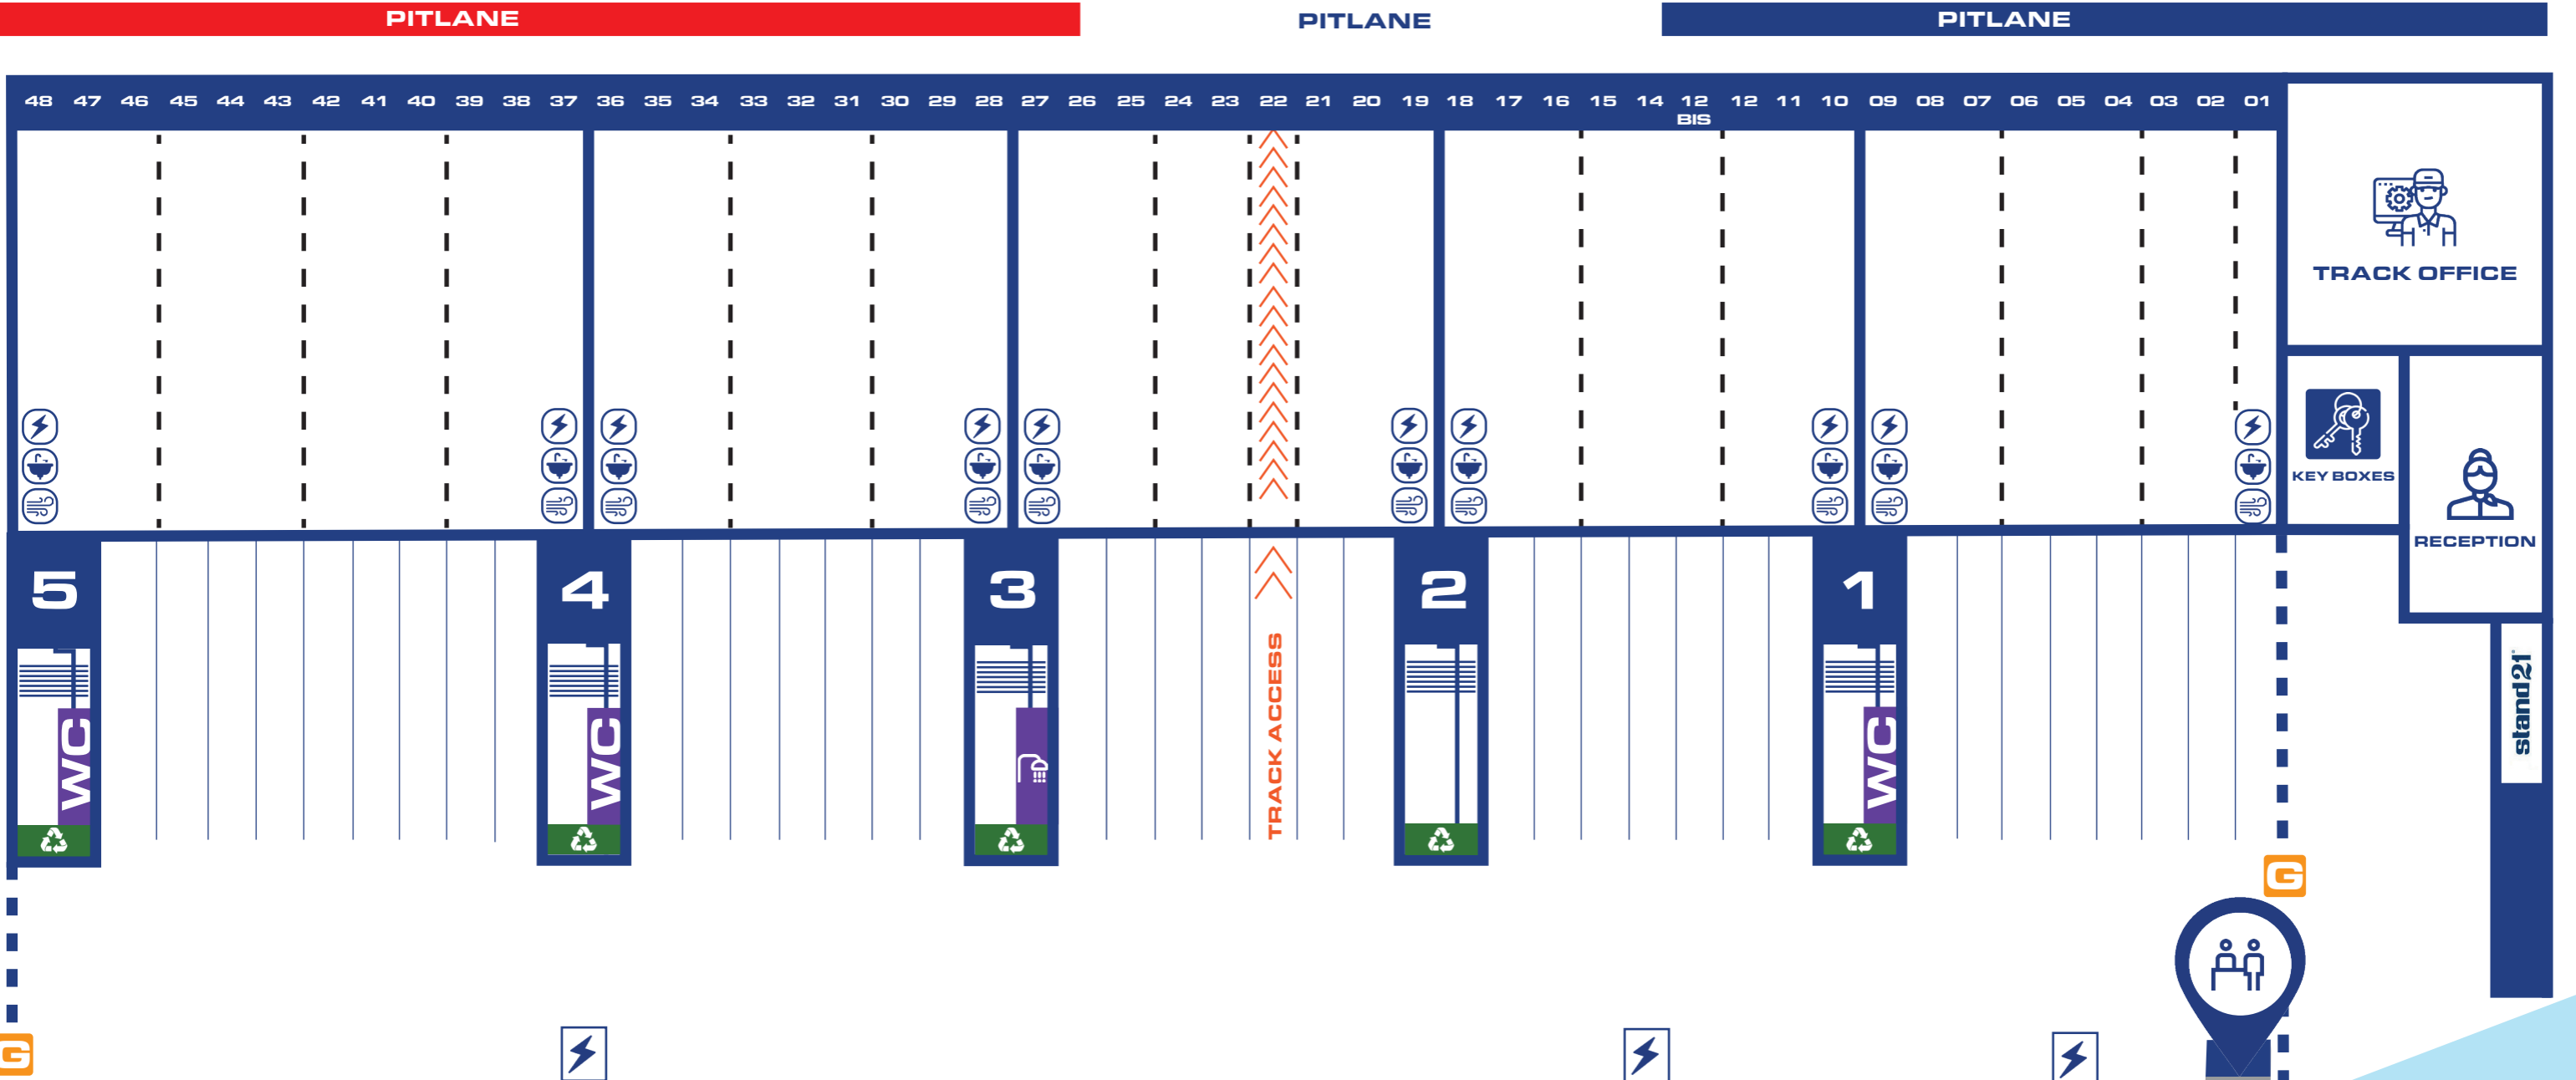 PITLANE PITLANE PITLANE
48 47 46 45 44 43 42 41 40 39 38 37 36 35 34 33 32 31 30 29 28 27 26 25 24 23 22 21 20 19 18 17 16 15 14 12 BIS 12 11 10 09 08 07 06 05 04 03 02 01
TRACK OFFICE
KEY BOXES
RECEPTION
5 4 3 2 1
WC WC WC
TRACK ACCESS
stand21
G
G